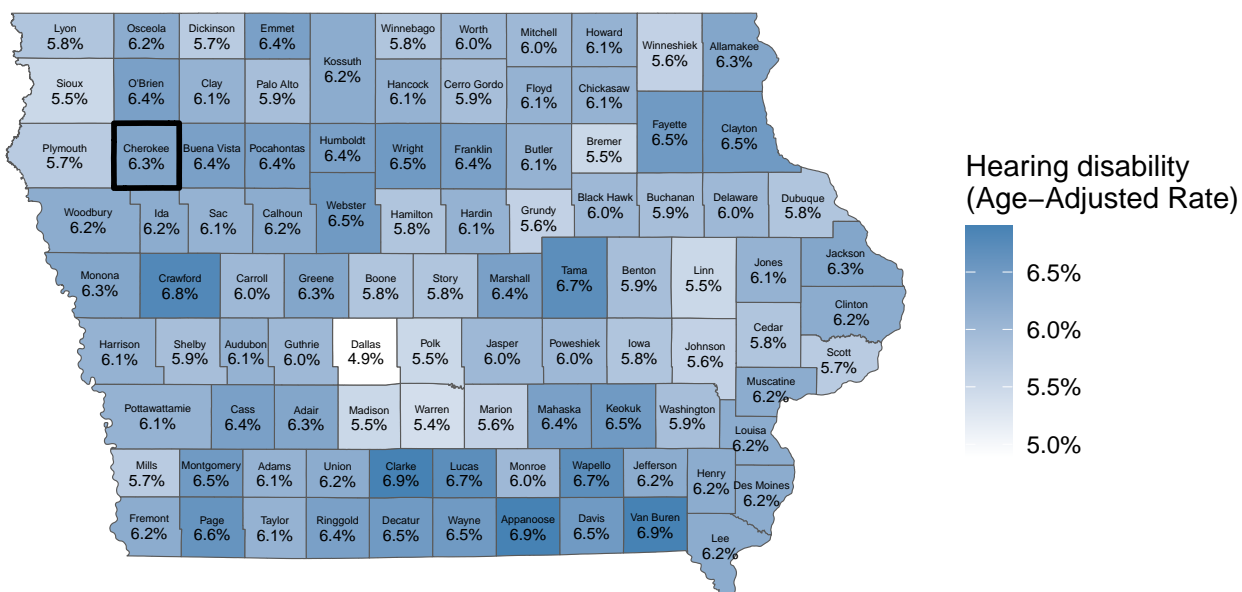 Lyon
5.8%
Osceola
6.2%
Dickinson
5.7%
Emmet
6.4%
Kossuth
6.2%
Winnebago
5.8%
Worth
6.0%
Mitchell
6.0%
Howard
6.1%
Winneshiek
5.6%
Allamakee
6.3%
Sioux
5.5%
O'Brien
6.4%
Clay
6.1%
Palo Alto
5.9%
Hancock
6.1%
Cerro Gordo
5.9%
Floyd
6.1%
Chickasaw
6.1%
Fayette
6.5%
Clayton
6.5%
Plymouth
5.7%
Cherokee
6.3%
Buena Vista
6.4%
Pocahontas
6.4%
Humboldt
6.4%
Wright
6.5%
Franklin
6.4%
Butler
6.1%
Bremer
5.5%
Woodbury
6.2%
Ida
6.2%
Sac
6.1%
Calhoun
6.2%
Webster
6.5%
Hamilton
5.8%
Hardin
6.1%
Grundy
5.6%
Black Hawk
6.0%
Buchanan
5.9%
Delaware
6.0%
Dubuque
5.8%
Monona
6.3%
Crawford
6.8%
Carroll
6.0%
Greene
6.3%
Boone
5.8%
Story
5.8%
Marshall
6.4%
Tama
6.7%
Benton
5.9%
Linn
5.5%
Jones
6.1%
Jackson
6.3%
Clinton
6.2%
Harrison
6.1%
Shelby
5.9%
Audubon
6.1%
Guthrie
6.0%
Dallas
4.9%
Polk
5.5%
Jasper
6.0%
Poweshiek
6.0%
Iowa
5.8%
Johnson
5.6%
Cedar
5.8%
Scott
5.7%
Muscatine
6.2%
Pottawattamie
6.1%
Cass
6.4%
Adair
6.3%
Madison
5.5%
Warren
5.4%
Marion
5.6%
Mahaska
6.4%
Keokuk
6.5%
Washington
5.9%
Louisa
6.2%
Mills
5.7%
Montgomery
6.5%
Adams
6.1%
Union
6.2%
Clarke
6.9%
Lucas
6.7%
Monroe
6.0%
Wapello
6.7%
Jefferson
6.2%
Henry
6.2%
Des Moines
6.2%
Fremont
6.2%
Page
6.6%
Taylor
6.1%
Ringgold
6.4%
Decatur
6.5%
Wayne
6.5%
Appanoose
6.9%
Davis
6.5%
Van Buren
6.9%
Lee
6.2%
Hearing disability
(Age−Adjusted Rate)
6.5%
6.0%
5.5%
5.0%